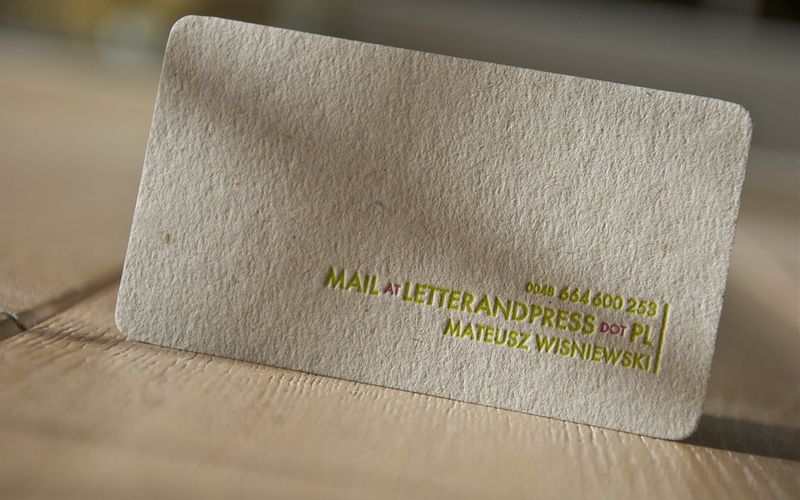 0048 664 600 253
MAIL AT LETTERANDPRESS DOT PL
MATEUSZ WISNIEWSKI